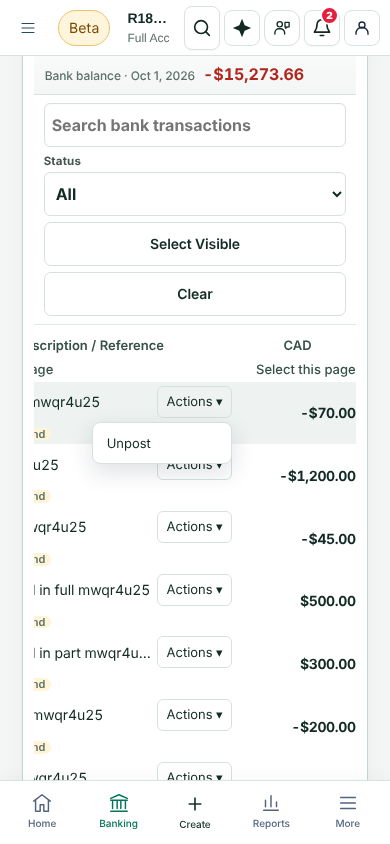 Beta
R18...
Full Acc
2
Bank balance · Oct 1, 2026 -$15,273.66
Search bank transactions
Status
All
Select Visible
Clear
scription / Reference CAD
age Select this page
mwqr4u25 Actions ▾ -$70.00
nd
Unpost
u25 Actions ▾ -$1,200.00
nd
vqr4u25 Actions ▾ -$45.00
nd
l in full mwqr4u25 Actions ▾ $500.00
nd
l in part mwqr4u... Actions ▾ $300.00
nd
mwqr4u25 Actions ▾ -$200.00
nd
wqr4u25 Actions ▾
Home Banking Create Reports More